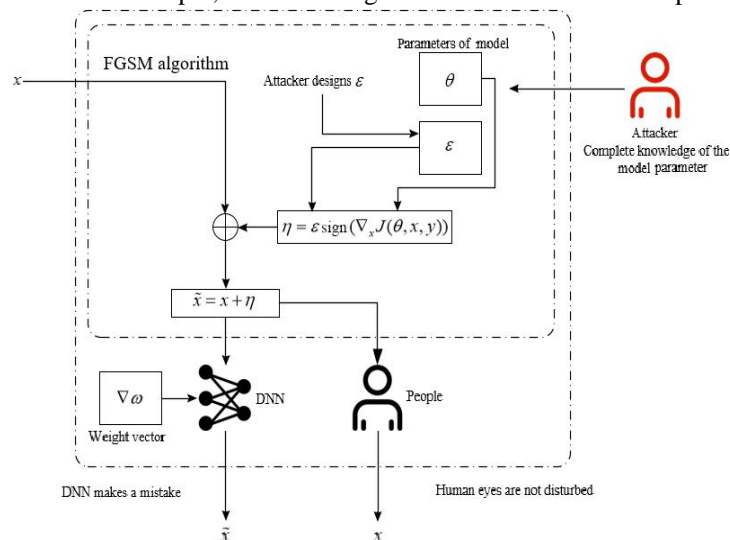 Parameters of model
FGSM algorithm
x
Attacker designs ε
θ
ε
Attacker
Complete knowledge of the
model parameter
η = ε sign (∇ₓJ(θ, x, y))
x̃ = x + η
∇ω
DNN
People
Weight vector
DNN makes a mistake
Human eyes are not disturbed
x̃
x